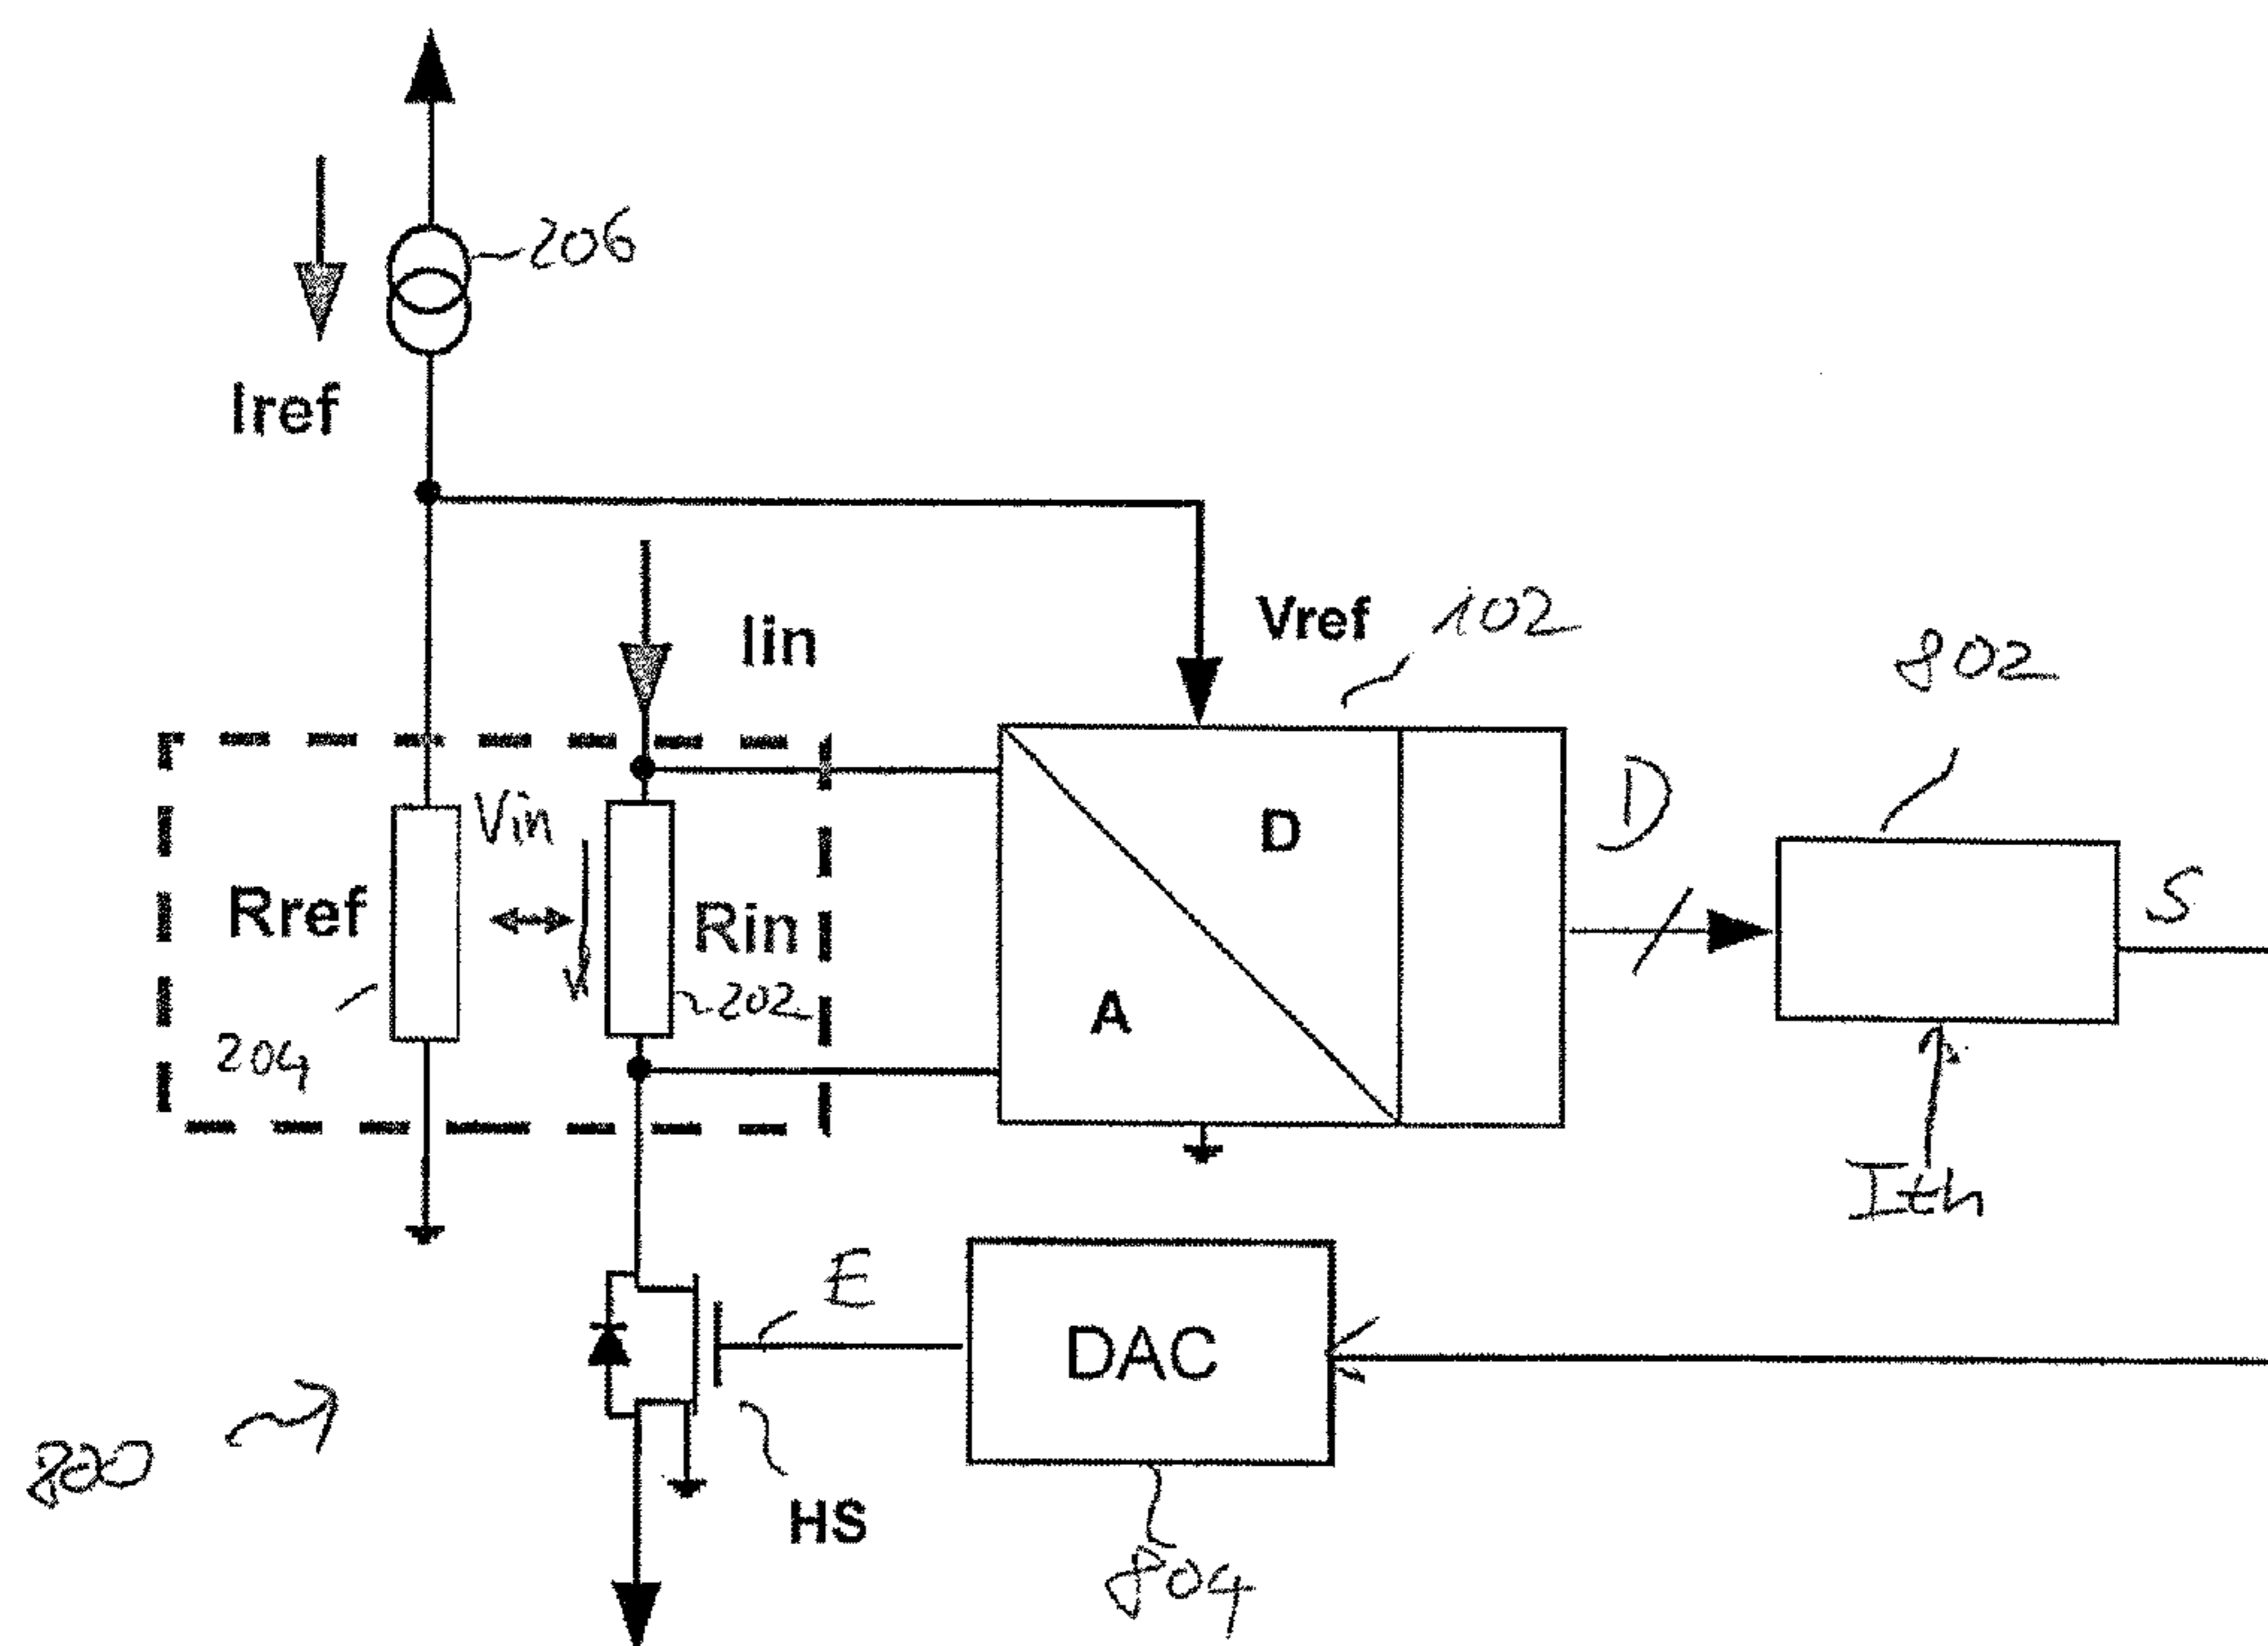 206
Iref
Iin
Vref
102
802
Vin
D
D
Rref
Rin
S
202
A
204
Ith
E
DAC
800
HS
804